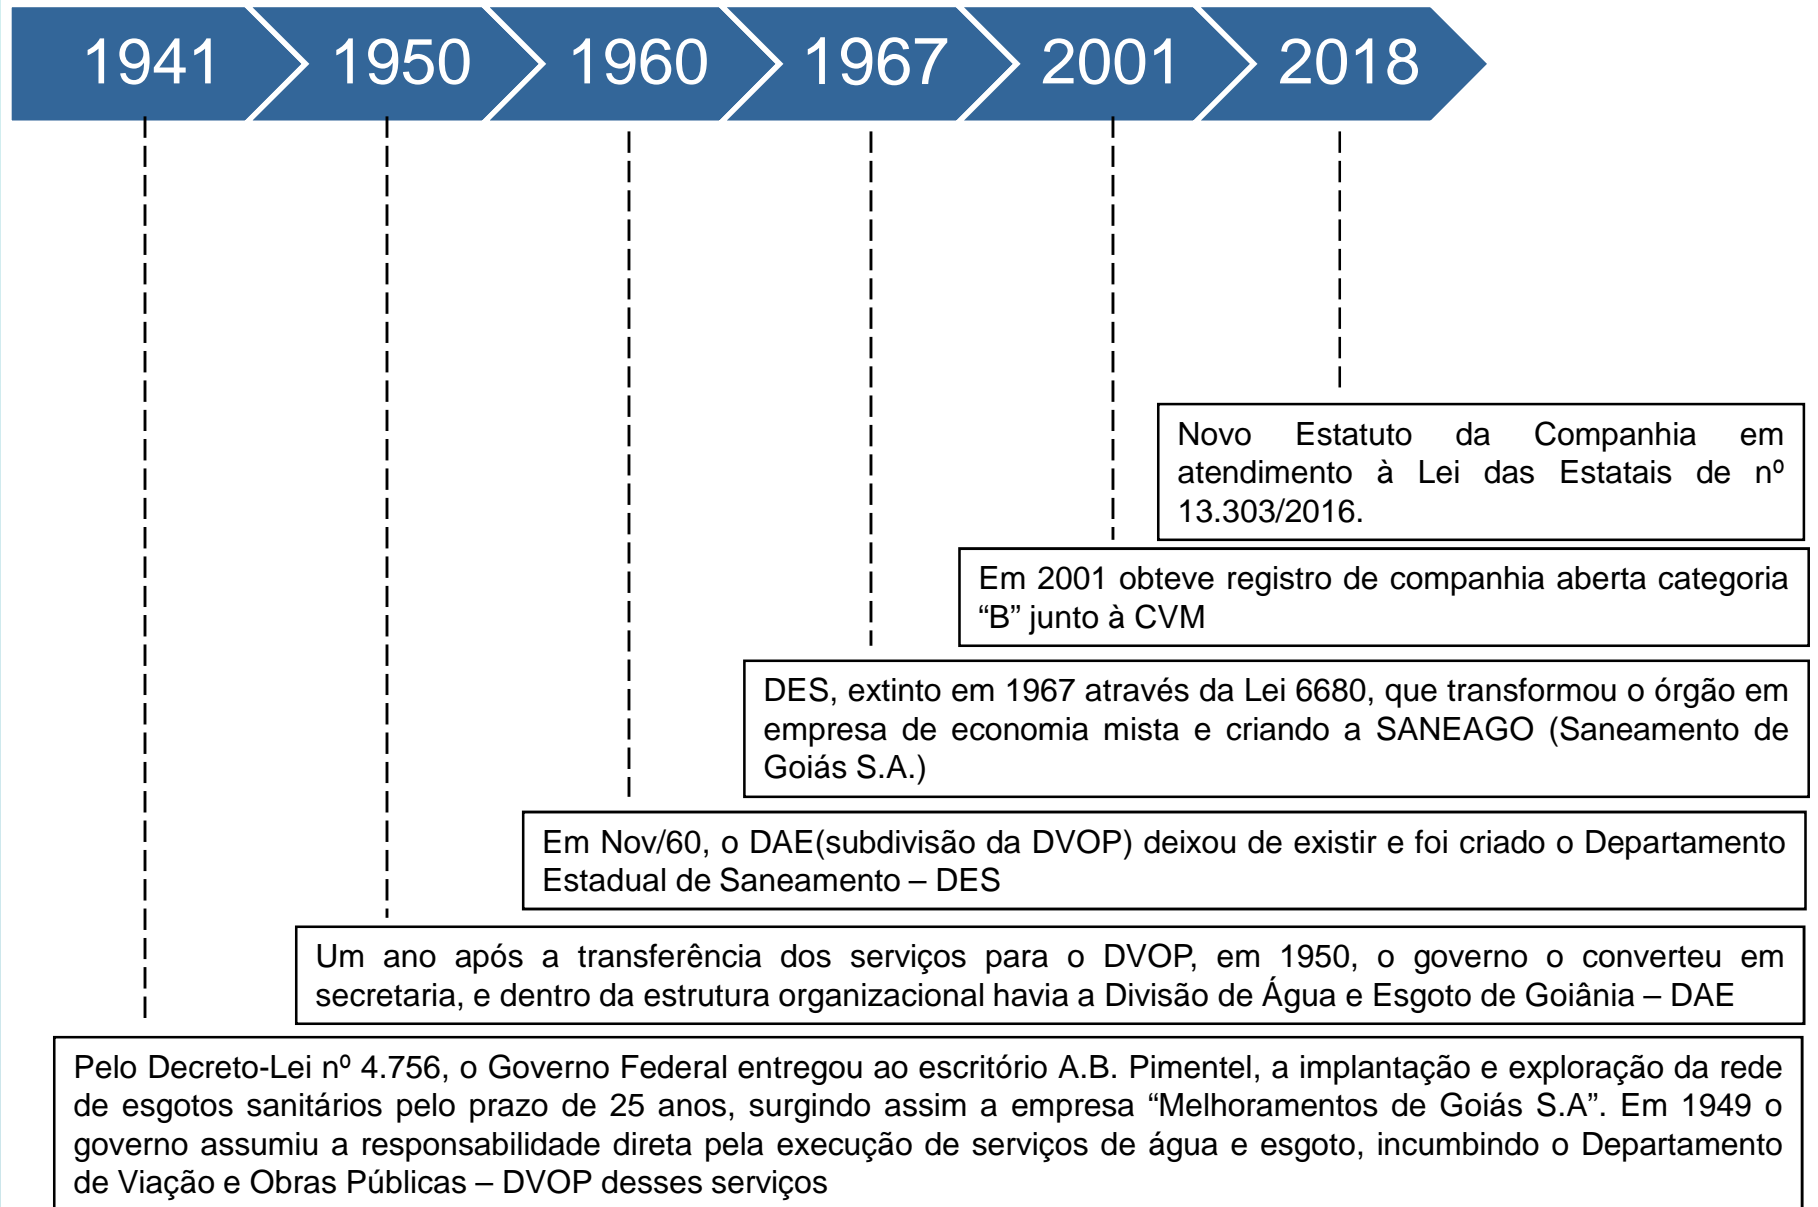 1941
1950
1960
1967
2001
2018
Novo Estatuto da Companhia em
atendimento à Lei das Estatais de nº
13.303/2016.
Em 2001 obteve registro de companhia aberta categoria
“B” junto à CVM
DES, extinto em 1967 através da Lei 6680, que transformou o órgão em
empresa de economia mista e criando a SANEAGO (Saneamento de
Goiás S.A.)
Em Nov/60, o DAE(subdivisão da DVOP) deixou de existir e foi criado o Departamento
Estadual de Saneamento – DES
Um ano após a transferência dos serviços para o DVOP, em 1950, o governo o converteu em
secretaria, e dentro da estrutura organizacional havia a Divisão de Água e Esgoto de Goiânia – DAE
Pelo Decreto-Lei nº 4.756, o Governo Federal entregou ao escritório A.B. Pimentel, a implantação e exploração da rede
de esgotos sanitários pelo prazo de 25 anos, surgindo assim a empresa “Melhoramentos de Goiás S.A”. Em 1949 o
governo assumiu a responsabilidade direta pela execução de serviços de água e esgoto, incumbindo o Departamento
de Viação e Obras Públicas – DVOP desses serviços